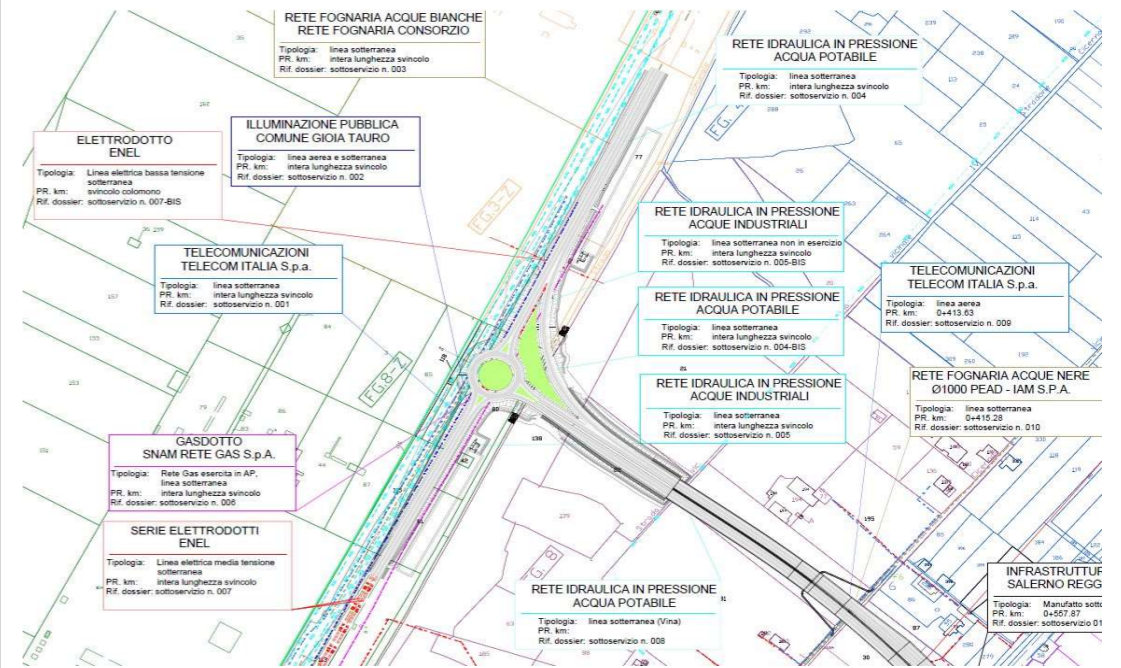 RETE FOGNARIA ACQUE BIANCHE
RETE FOGNARIA CONSORZIO
Tipologia: linea sotterranea
PR. km: intera lunghezza svincolo
Rif. dossier: sottoservizio n. 003
RETE IDRAULICA IN PRESSIONE
ACQUA POTABILE
Tipologia: linea sotterranea
PR. km: intera lunghezza svincolo
Rif. dossier: sottoservizio n. 004
ELETTRODOTTO
ENEL
Tipologia: Linea elettrica bassa tensione
sotterranea
PR. km: svincolo colomono
Rif. dossier: sottoservizio n. 007-BIS
ILLUMINAZIONE PUBBLICA
COMUNE GIOIA TAURO
Tipologia: linea aerea e sotterranea
PR. km: intera lunghezza svincolo
Rif. dossier: sottoservizio n. 002
RETE IDRAULICA IN PRESSIONE
ACQUE INDUSTRIALI
Tipologia: linea sotterranea non in esercizio
PR. km: intera lunghezza svincolo
Rif. dossier: sottoservizio n. 005-BIS
TELECOMUNICAZIONI
TELECOM ITALIA S.p.a.
Tipologia: linea sotterranea
PR. km: intera lunghezza svincolo
Rif. dossier: sottoservizio n. 001
TELECOMUNICAZIONI
TELECOM ITALIA S.p.a.
Tipologia: linea aerea
PR. km: 0+413.63
Rif. dossier: sottoservizio n. 009
RETE IDRAULICA IN PRESSIONE
ACQUA POTABILE
Tipologia: linea sotterranea
PR. km: intera lunghezza svincolo
Rif. dossier: sottoservizio n. 004-BIS
RETE IDRAULICA IN PRESSIONE
ACQUE INDUSTRIALI
Tipologia: linea sotterranea
PR. km: intera lunghezza svincolo
Rif. dossier: sottoservizio n. 005
RETE FOGNARIA ACQUE NERE
Ø1000 PEAD - IAM S.P.A.
Tipologia: linea sotterranea
PR. km: 0+415.28
Rif. dossier: sottoservizio n. 010
GASDOTTO
SNAM RETE GAS S.p.A.
Tipologia: Rete Gas esercita in AP,
linea sotterranea
PR. km: intera lunghezza svincolo
Rif. dossier: sottoservizio n. 006
SERIE ELETTRODOTTI
ENEL
Tipologia: Linea elettrica media tensione
sotterranea
PR. km: intera lunghezza svincolo
Rif. dossier: sottoservizio n. 007
RETE IDRAULICA IN PRESSIONE
ACQUA POTABILE
Tipologia: linea sotterranea (Vina)
PR. km:
Rif. dossier: sottoservizio n. 008
INFRASTRUTTUR
SALERNO REGG
Tipologia: Manufatto sotto
PR. km: 0+557.87
Rif. dossier: sottoservizio 01
FG.3-Z
FG.8-Z
77
138
195
97
30